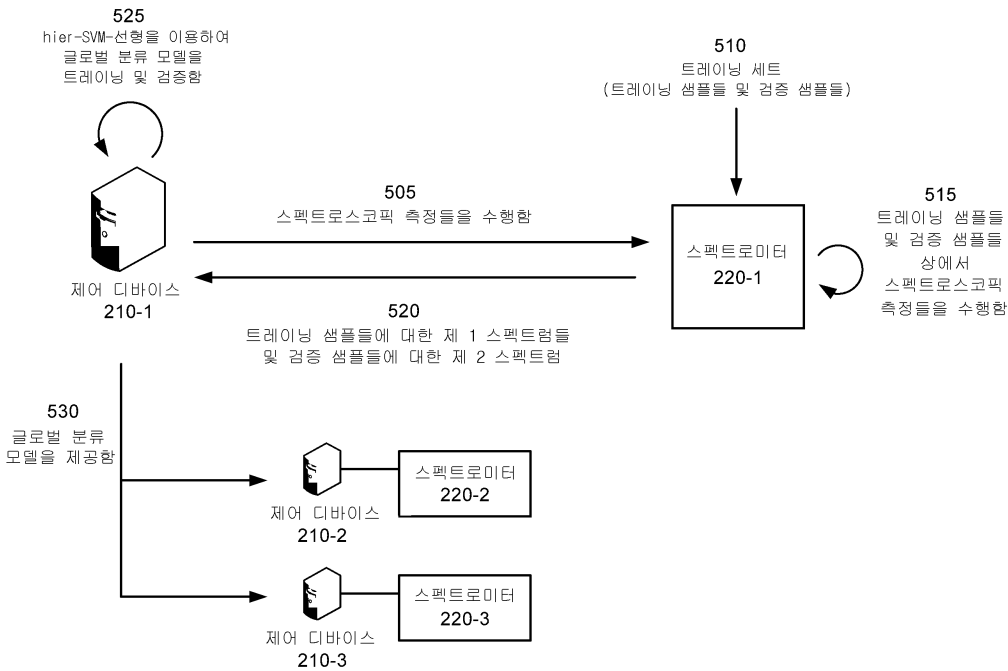 525
hier-SVM-선형을 이용하여
글로벌 분류 모델을
트레이닝 및 검증함
510
트레이닝 세트
(트레이닝 샘플들 및 검증 샘플들)
505
스펙트로스코픽 측정들을 수행함
515
트레이닝 샘플들
및 검증 샘플들
상에서
스펙트로스코픽
측정들을 수행함
스펙트로미터
220-1
제어 디바이스
210-1
520
트레이닝 샘플들에 대한 제 1 스펙트럼들
및 검증 샘플들에 대한 제 2 스펙트럼
530
글로벌 분류
모델을 제공함
스펙트로미터
220-2
제어 디바이스
210-2
스펙트로미터
220-3
제어 디바이스
210-3